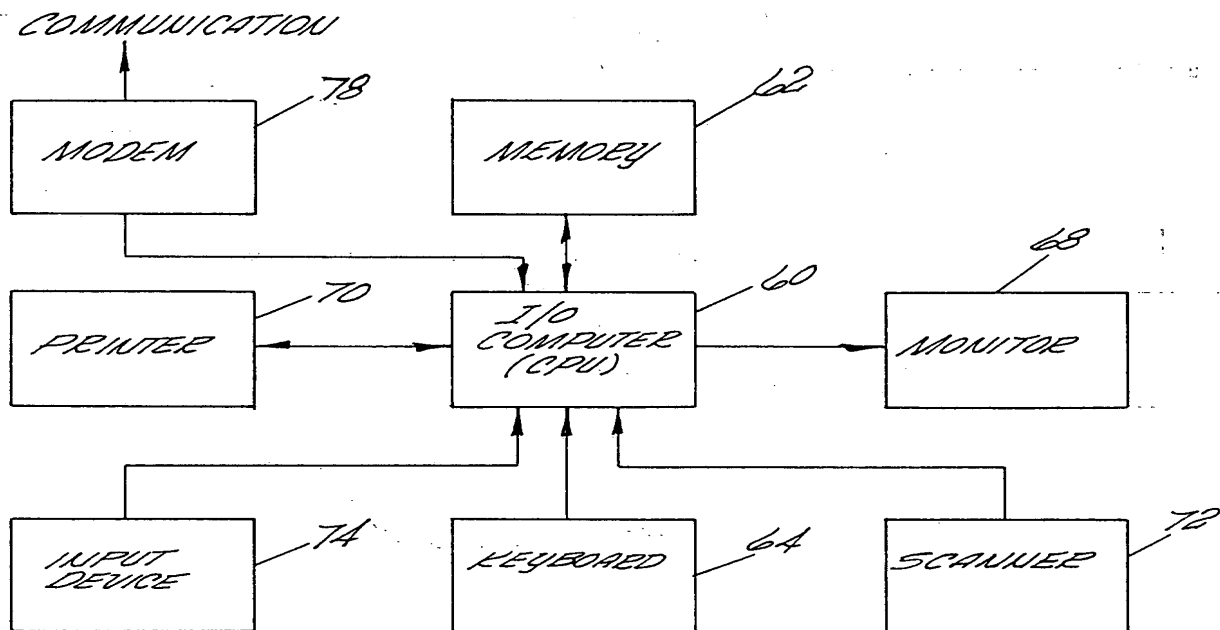 COMMUNICATION
78
62
MODEM
MEMORY
68
70
60
PRINTER
I/O
COMPUTER
(CPU)
MONITOR
74
64
72
INPUT
DEVICE
KEYBOARD
SCANNER